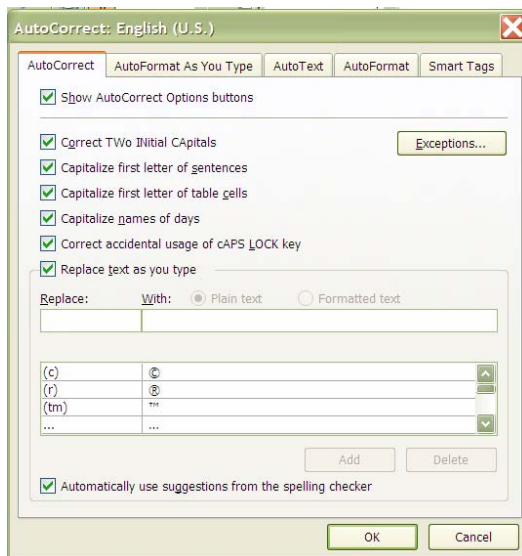 AutoCorrect: English (U.S.)
AutoCorrect AutoFormat As You Type AutoText AutoFormat Smart Tags
Show AutoCorrect Options buttons
Correct TWo INitial CApitals Exceptions...
Capitalize first letter of sentences
Capitalize first letter of table cells
Capitalize names of days
Correct accidental usage of cAPS LOCK key
Replace text as you type
Replace: With: Plain text Formatted text
(c) ©
(r) ®
(tm) ™
... ...
Add Delete
Automatically use suggestions from the spelling checker
OK Cancel